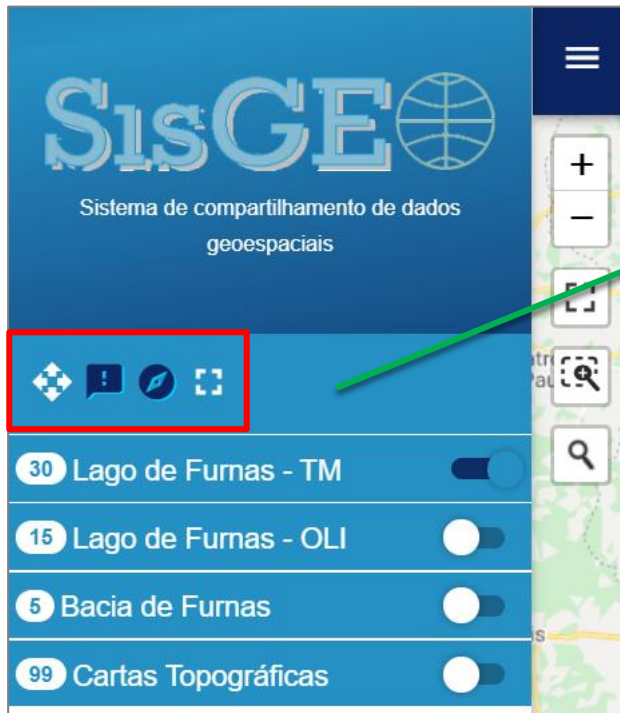 SisGEO
Sistema de compartilhamento de dados
geoespaciais
30 Lago de Furnas - TM
15 Lago de Furnas - OLI
5 Bacia de Furnas
99 Cartas Topográficas
+
−